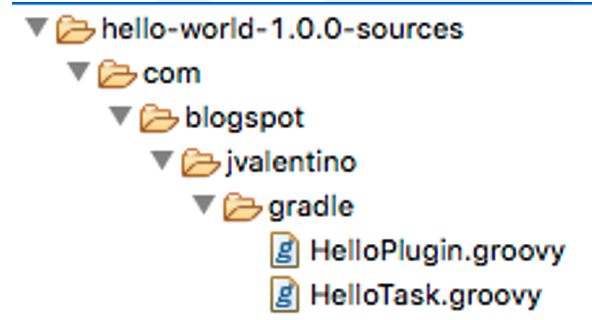 hello-world-1.0.0-sources
com
blogspot
jvalentino
gradle
g HelloPlugin.groovy
g HelloTask.groovy